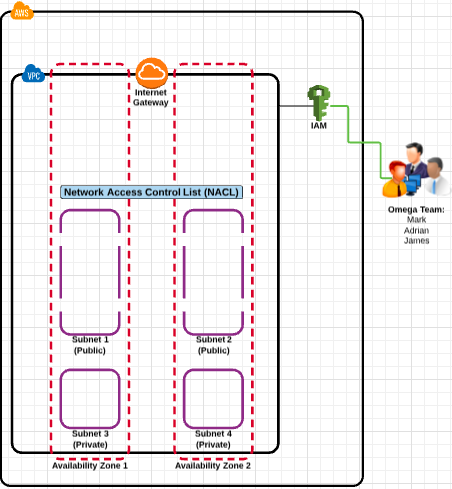 AWS
VPC
Internet
Gateway
IAM
Network Access Control List (NACL)
Omega Team:
Mark
Adrian
James
Subnet 1
(Public)
Subnet 2
(Public)
Subnet 3
(Private)
Subnet 4
(Private)
Availability Zone 1
Availability Zone 2